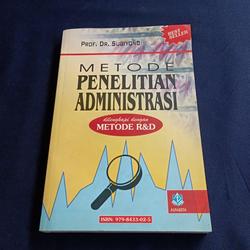 PROF. DR. SUGIYONO
BEST
SELLER
METODE
PENELITIAN
ADMINISTRASI
dilengkapi dengan
METODE R&D
ALFABETA
ISBN: 979-8433-02-5